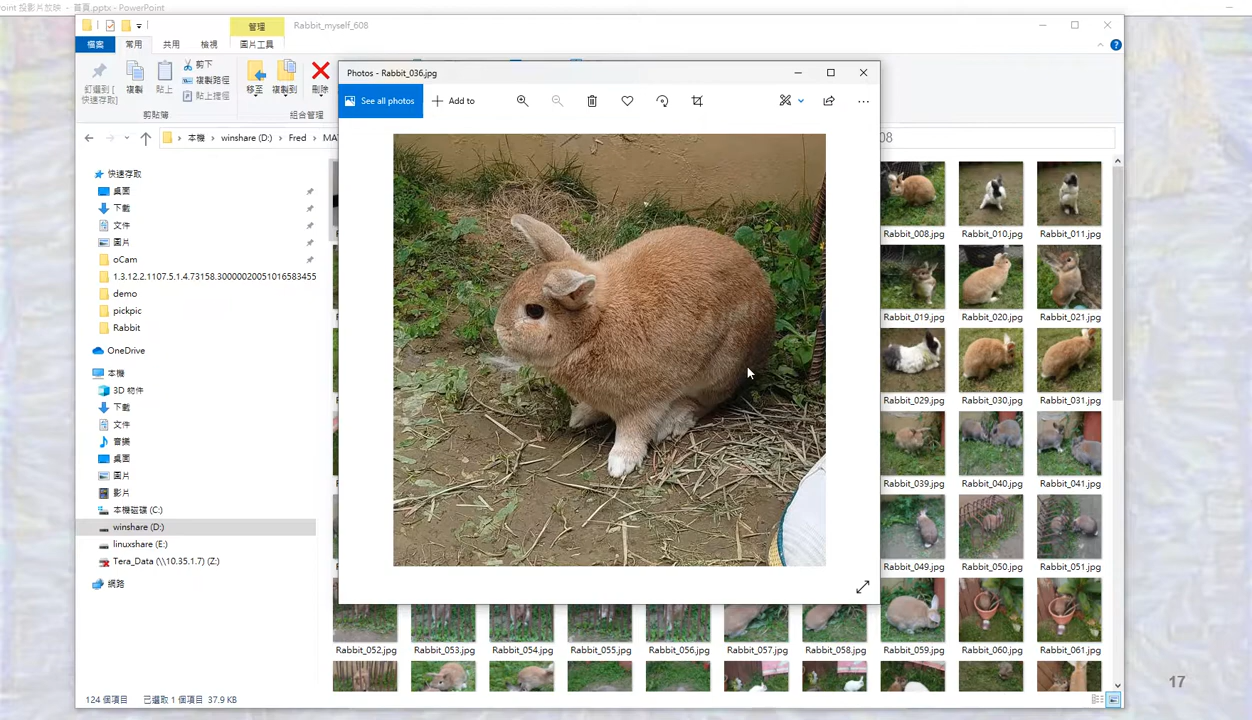 oint 投影片放映 - 首頁.pptx - PowerPoint
管理
Rabbit_myself_608
檔案
常用
共用
檢視
圖片工具
釘選到 [
快速存取]
複製
貼上
剪下
複製路徑
貼上捷徑
剪貼簿
移至
複製到
刪除
組合管理
本機
winshare (D:)
Fred
MA
08
Photos - Rabbit_036.jpg
See all photos
Add to
快速存取
桌面
下載
文件
圖片
oCam
1.3.12.2.1107.5.1.4.73158.30000020051016583455
demo
pickpic
Rabbit
OneDrive
本機
3D 物件
下載
文件
音樂
桌面
圖片
影片
本機磁碟 (C:)
winshare (D:)
linuxshare (E:)
Tera_Data (\\10.35.1.7) (Z:)
網路
Rabbit_008.jpg Rabbit_010.jpg Rabbit_011.jpg
Rabbit_019.jpg Rabbit_020.jpg Rabbit_021.jpg
Rabbit_029.jpg Rabbit_030.jpg Rabbit_031.jpg
Rabbit_039.jpg Rabbit_040.jpg Rabbit_041.jpg
Rabbit_049.jpg Rabbit_050.jpg Rabbit_051.jpg
Rabbit_052.jpg Rabbit_053.jpg Rabbit_054.jpg Rabbit_055.jpg Rabbit_056.jpg Rabbit_057.jpg Rabbit_058.jpg Rabbit_059.jpg Rabbit_060.jpg Rabbit_061.jpg
124 個項目
已選取 1 個項目 37.9 KB
17